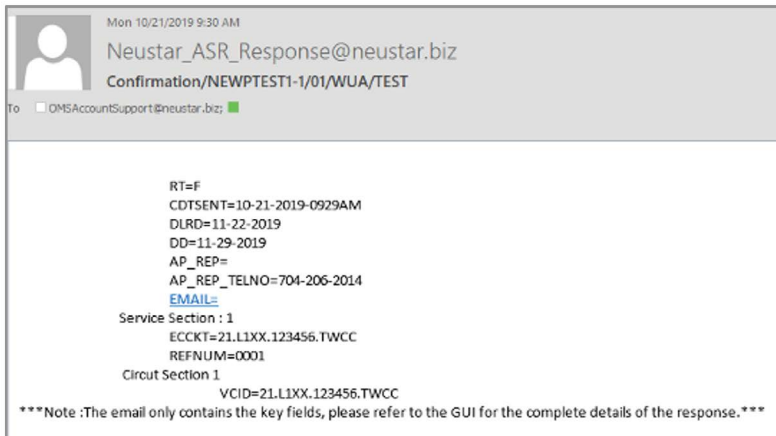 Mon 10/21/2019 9:30 AM
Neustar_ASR_Response@neustar.biz
Confirmation/NEWPTEST1-1/01/WUA/TEST
To OMSAccountSupport@neustar.biz;
RT=F
CDTSENT=10-21-2019-0929AM
DLRD=11-22-2019
DD=11-29-2019
AP_REP=
AP_REP_TELNO=704-206-2014
EMAIL=
Service Section : 1
ECCKT=21.L1XX.123456.TWCC
REFNUM=0001
Circut Section 1
VCID=21.L1XX.123456.TWCC
***Note :The email only contains the key fields, please refer to the GUI for the complete details of the response.***